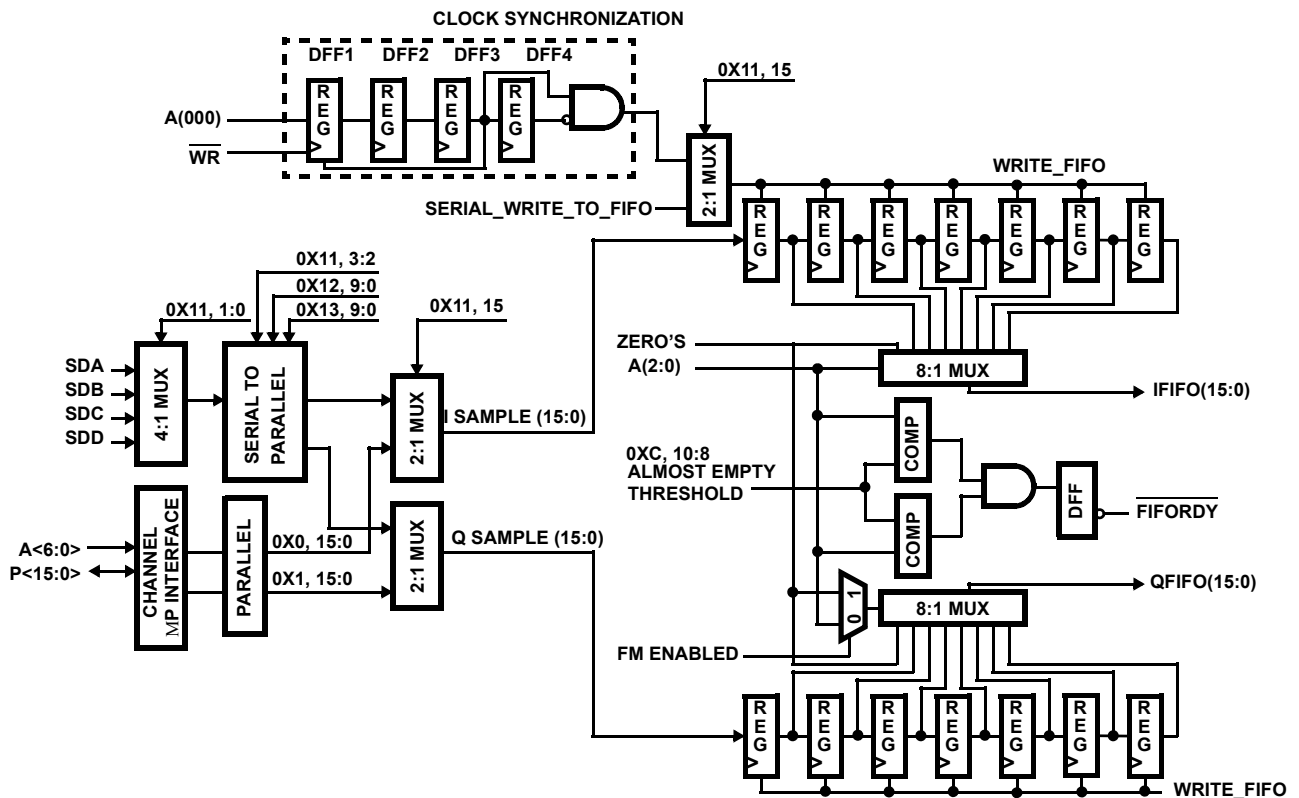 CLOCK SYNCHRONIZATION
DFF1 DFF2 DFF3 DFF4
REG REG REG REG
A(000)
WR
0X11, 15
2:1 MUX
SERIAL_WRITE_TO_FIFO
WRITE_FIFO
REG REG REG REG REG REG REG
0X11, 3:2
0X12, 9:0
0X13, 9:0
0X11, 1:0
0X11, 15
SDA
SDB
SDC
SDD
4:1 MUX
SERIAL TO
PARALLEL
2:1 MUX
I SAMPLE (15:0)
ZERO'S
A(2:0)
8:1 MUX
IFIFO(15:0)
COMP
0XC, 10:8
ALMOST EMPTY
THRESHOLD
COMP
DFF
FIFORDY
A<6:0>
P<15:0>
CHANNEL
MP INTERFACE
PARALLEL
0X0, 15:0
0X1, 15:0
2:1 MUX
Q SAMPLE (15:0)
0 1
8:1 MUX
QFIFO(15:0)
FM ENABLED
REG REG REG REG REG REG REG
WRITE_FIFO